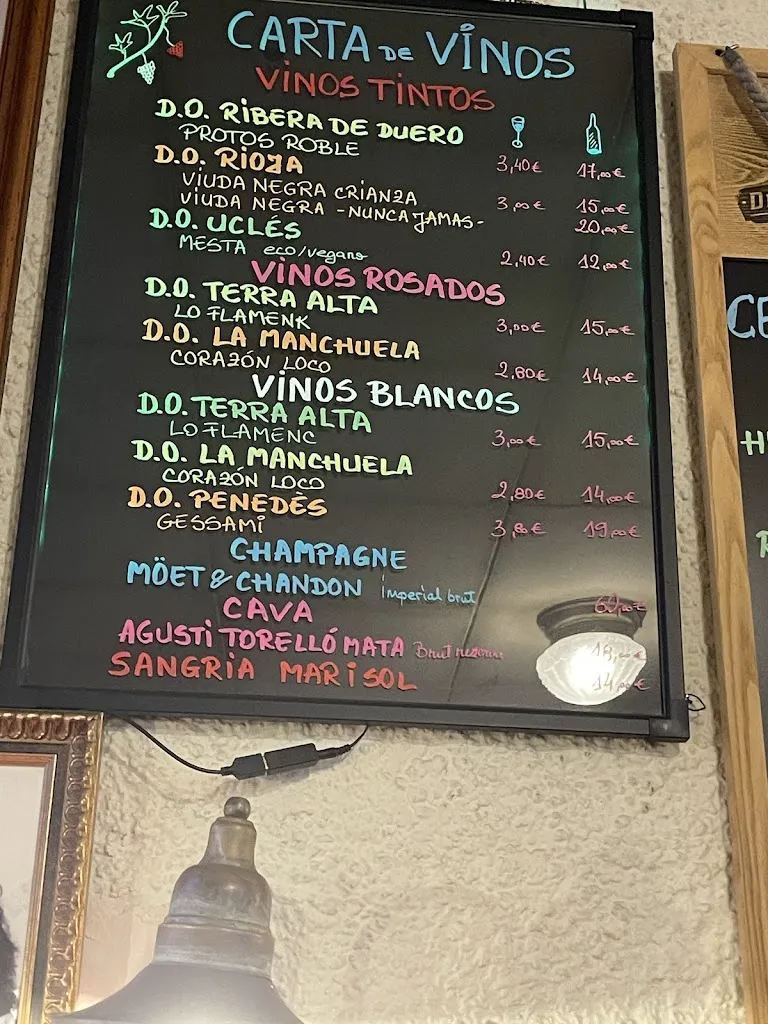 CARTA DE VINOS
VINOS TINTOS
D.O. RIBERA DE DUERO
PROTOS ROBLE 3,40€ 17,00€
D.O. RIOJA
VIUDA NEGRA CRIANZA 3,00€ 15,00€
VIUDA NEGRA -NUNCA JAMAS- 20,00€
D.O. UCLÉS
MESTA eco/vegano 2,40€ 12,00€
VINOS ROSADOS
D.O. TERRA ALTA
LO FLAMENK 3,00€ 15,00€
D.O. LA MANCHUELA
CORAZÓN LOCO 2,80€ 14,00€
VINOS BLANCOS
D.O. TERRA ALTA
LO FLAMENC 3,00€ 15,00€
D.O. LA MANCHUELA
CORAZÓN LOCO 2,80€ 14,00€
D.O. PENEDÈS
GESSAMÍ 3,80€ 19,00€
CHAMPAGNE
MÖET & CHANDON Imperial brut 60,00€
CAVA
AGUSTI TORELLÓ MATA Brut 18,00€
SANGRIA MARISOL 14,00€